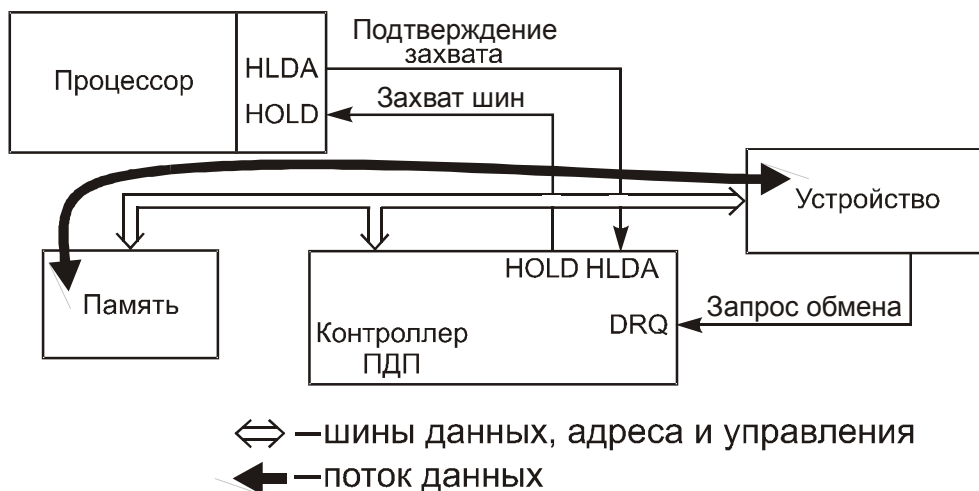 Процессор
HLDA
HOLD
Подтверждение
захвата
Захват шин
Устройство
Память
HOLD HLDA
Контроллер
ПДП
DRQ
Запрос обмена
—шины данных, адреса и управления
—поток данных